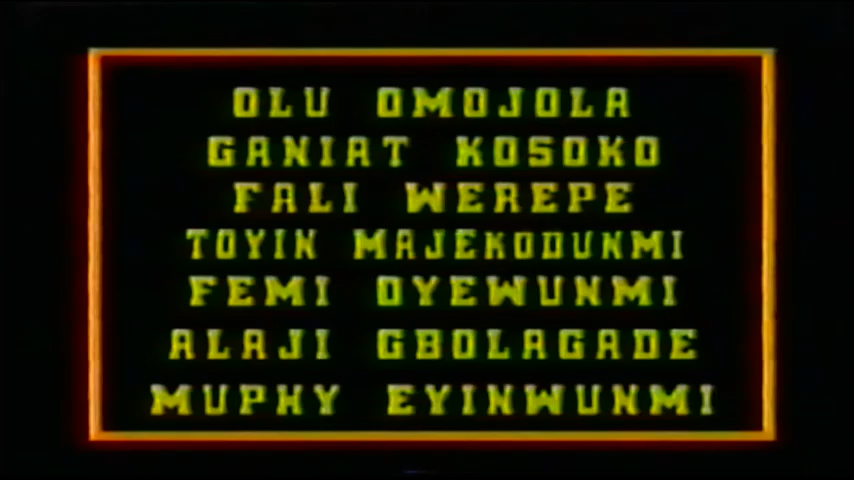 OLU OMOJOLA
GANIAT KOSOKO
FALI WEREPE
TOYIN MAJEKODUNMI
FEMI OYEWUNMI
ALAJI GBOLAGADE
MUPHY EYINWUNMI